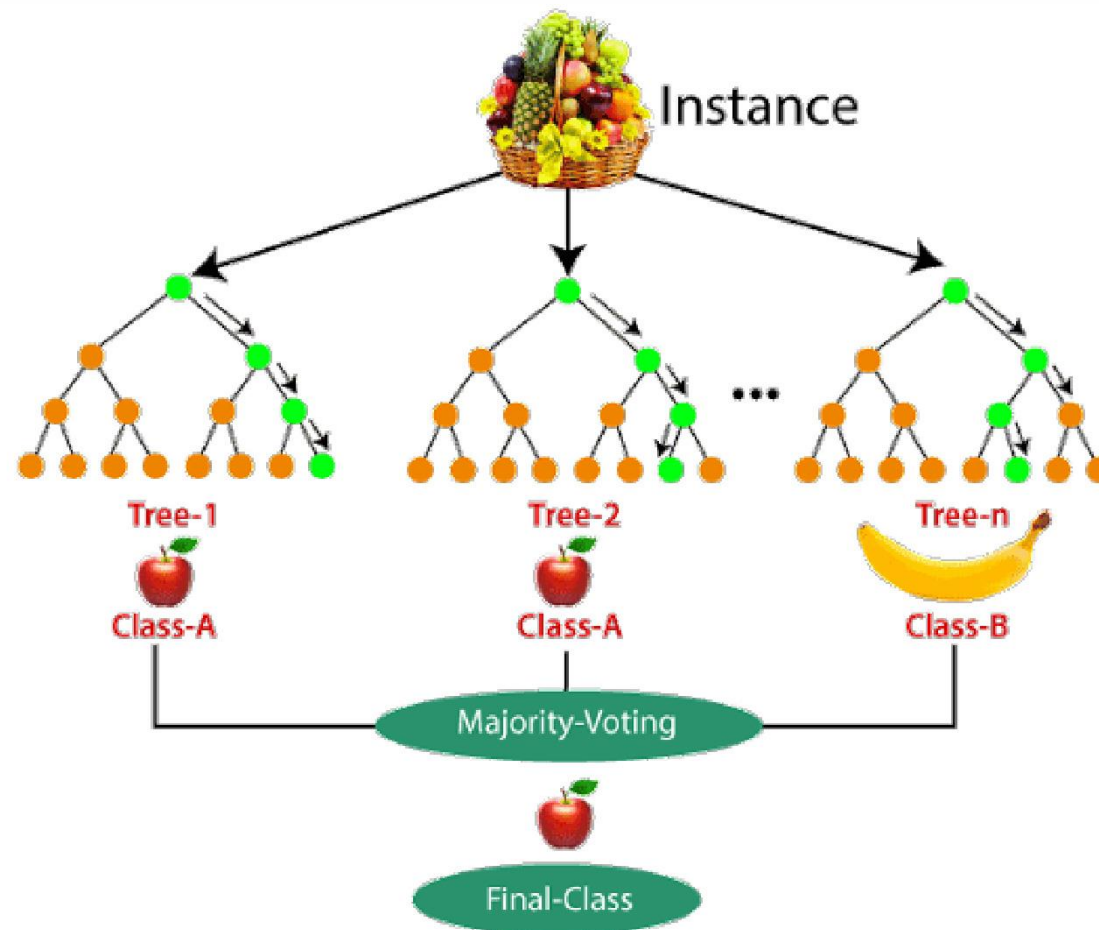 Instance
Tree-1
Tree-2
Tree-n
Class-A
Class-A
Class-B
Majority-Voting
Final-Class